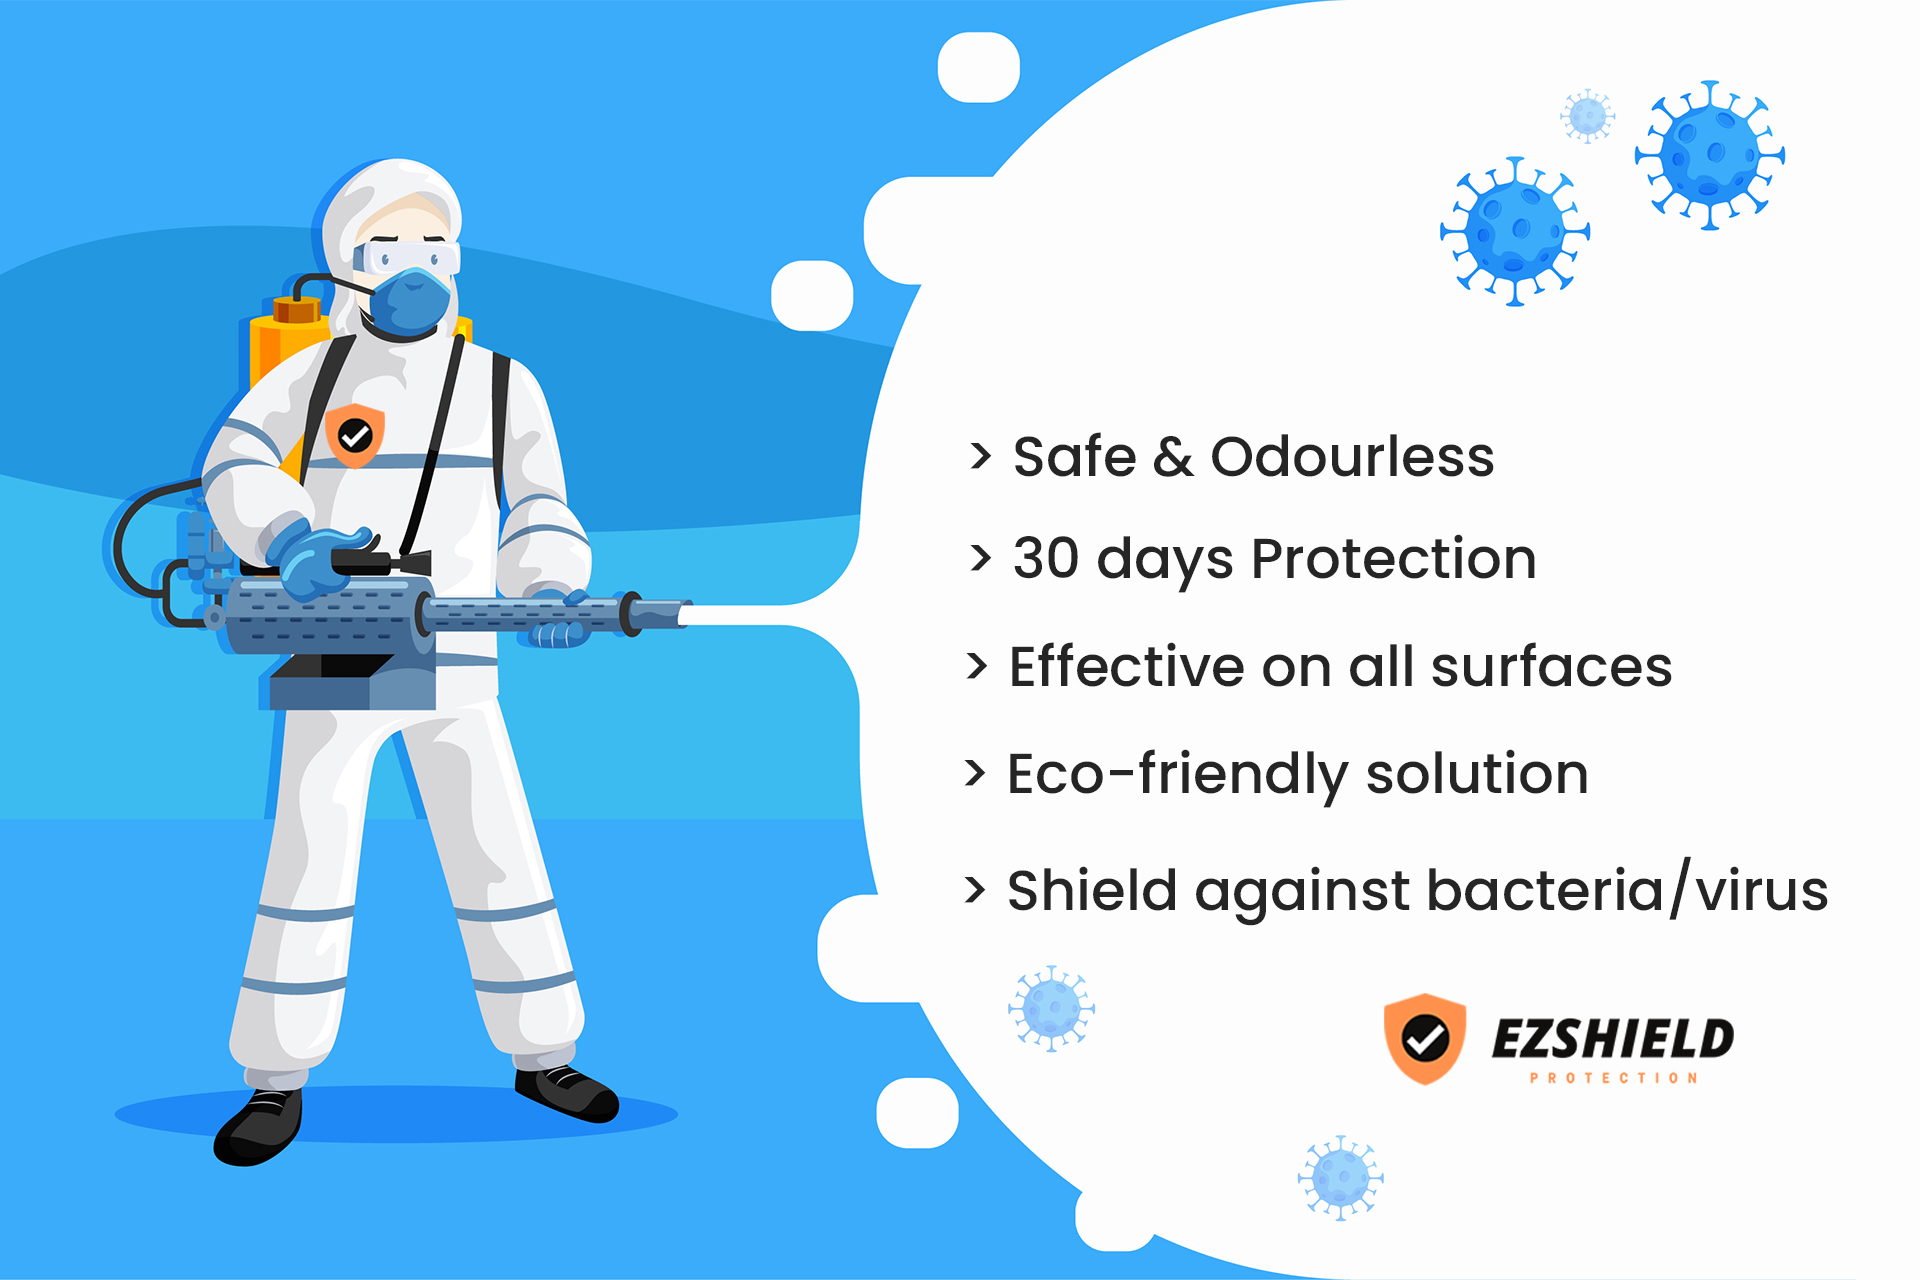 > Safe & Odourless
> 30 days Protection
> Effective on all surfaces
> Eco-friendly solution
> Shield against bacteria/virus
EZSHIELD
PROTECTION